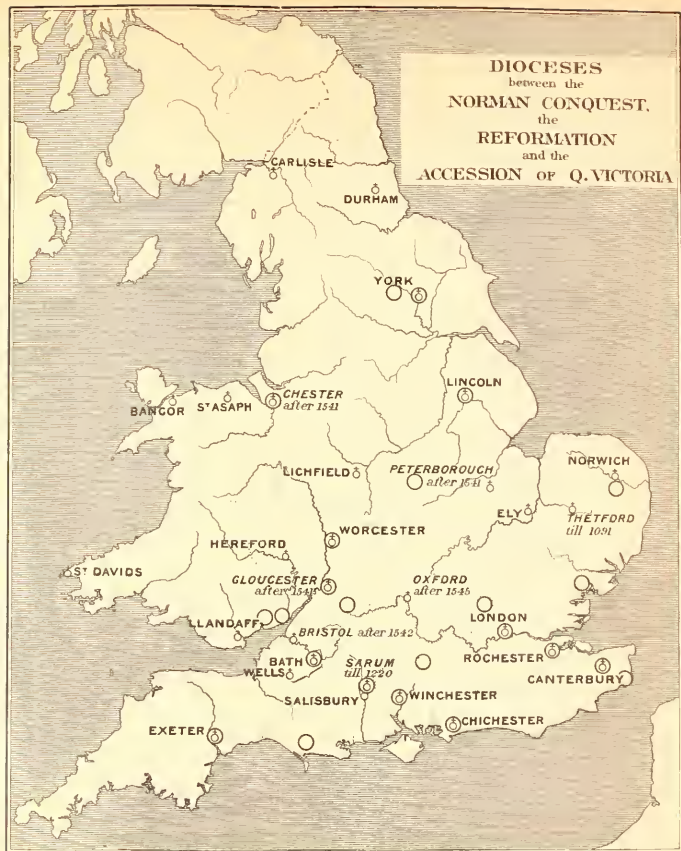 DIOCESES
between the
NORMAN CONQUEST,
the
REFORMATION
and the
ACCESSION OF Q. VICTORIA
CARLISLE
DURHAM
YORK
LINCOLN
CHESTER
after 1541
BANGOR
ST ASAPH
LICHFIELD
PETERBOROUGH
after 1541
NORWICH
ELY
THETFORD
till 1091
WORCESTER
HEREFORD
ST DAVIDS
GLOUCESTER
after 1541
OXFORD
after 1545
LLANDAFF
LONDON
BRISTOL after 1542
ROCHESTER
BATH
WELLS
SARUM
till 1220
CANTERBURY
SALISBURY
WINCHESTER
EXETER
CHICHESTER